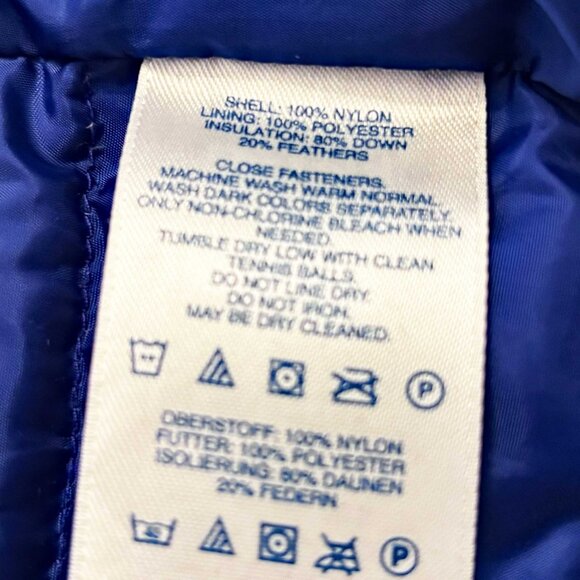 SHELL: 100% NYLON
LINING: 100% POLYESTER
INSULATION: 80% DOWN
20% FEATHERS
CLOSE FASTENERS.
MACHINE WASH WARM NORMAL.
WASH DARK COLORS SEPARATELY.
ONLY NON-CHLORINE BLEACH WHEN
NEEDED.
TUMBLE DRY LOW WITH CLEAN
TENNIS BALLS.
DO NOT LINE DRY.
DO NOT IRON.
MAY BE DRY CLEANED.
P
OBERSTOFF: 100% NYLON
FUTTER: 100% POLYESTER
ISOLIERUNG: 80% DAUNEN
20% FEDERN
P